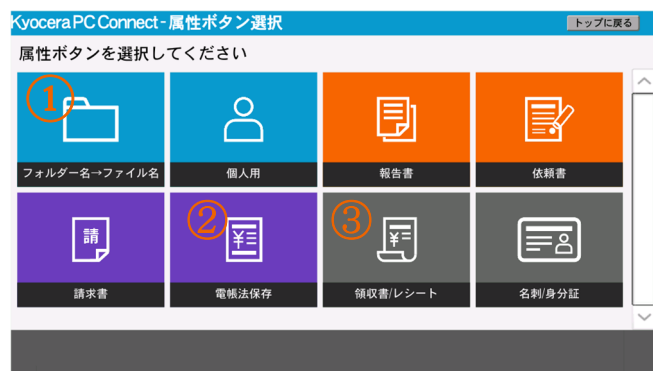 Kyocera PC Connect - 属性ボタン選択
トップに戻る
属性ボタンを選択してください
①
フォルダー名→ファイル名
個人用
報告書
依頼書
請
請求書
②
¥
電帳法保存
③
¥
領収書/レシート
名刺/身分証